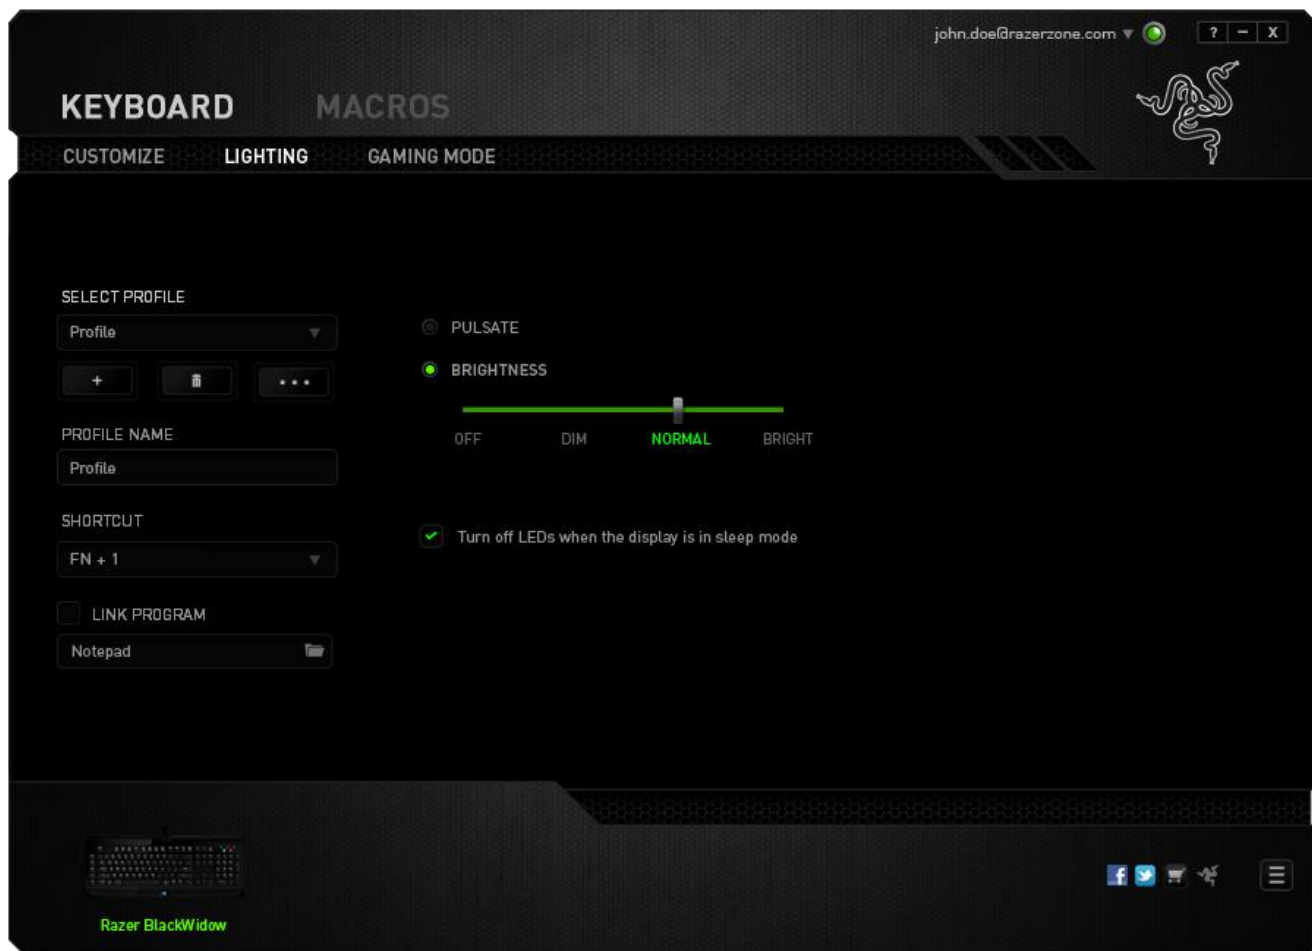 john.doe@razerzone.com
? – X
KEYBOARD MACROS
CUSTOMIZE LIGHTING GAMING MODE
SELECT PROFILE
Profile
+
PROFILE NAME
Profile
SHORTCUT
FN + 1
LINK PROGRAM
Notepad
PULSATE
BRIGHTNESS
OFF DIM NORMAL BRIGHT
Turn off LEDs when the display is in sleep mode
Razer BlackWidow